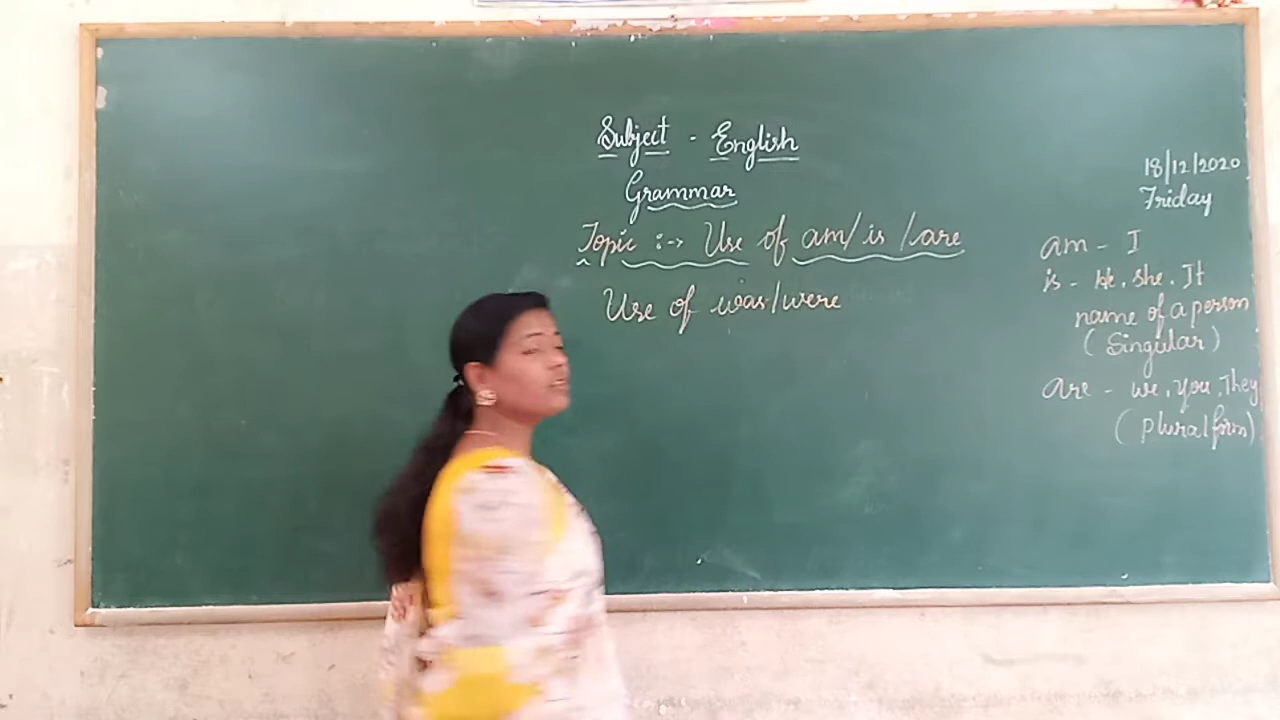 Subject - English
Grammar
Topic :-> Use of am/is/are
Use of was/were
18/12/2020
Friday
am - I
is - He, she, It
name of a person
(Singular)
are - we, you, They
(plural form)